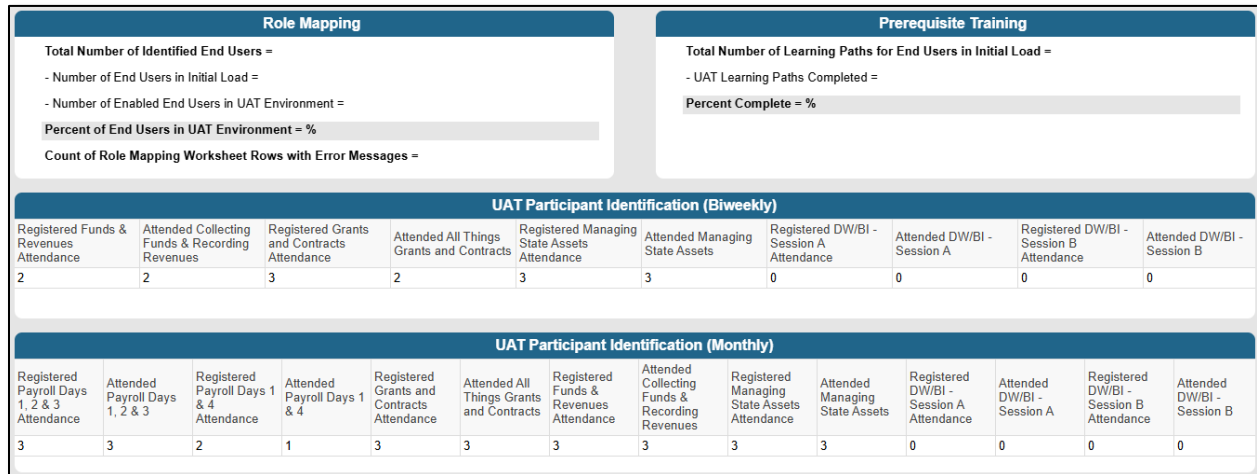 Role Mapping
Total Number of Identified End Users =
- Number of End Users in Initial Load =
- Number of Enabled End Users in UAT Environment =
Percent of End Users in UAT Environment = %
Count of Role Mapping Worksheet Rows with Error Messages =
Prerequisite Training
Total Number of Learning Paths for End Users in Initial Load =
- UAT Learning Paths Completed =
Percent Complete = %
UAT Participant Identification (Biweekly)
Registered Funds &
Revenues
Attendance
Attended Collecting
Funds & Recording
Revenues
Registered Grants
and Contracts
Attendance
Attended All Things
Grants and Contracts
Registered Managing
State Assets
Attendance
Attended Managing
State Assets
Registered DW/BI -
Session A
Attendance
Attended DW/BI -
Session A
Registered DW/BI -
Session B
Attendance
Attended DW/BI -
Session B
2 2 3 2 3 3 0 0 0 0
UAT Participant Identification (Monthly)
Registered
Payroll Days
1, 2 & 3
Attendance
Attended
Payroll Days
1, 2 & 3
Registered
Payroll Days 1
& 4
Attendance
Attended
Payroll Days 1
& 4
Registered
Grants and
Contracts
Attendance
Attended All
Things Grants
and Contracts
Registered
Funds &
Revenues
Attendance
Attended
Collecting
Funds &
Recording
Revenues
Registered
Managing
State Assets
Attendance
Attended
Managing
State Assets
Registered
DW/BI -
Session A
Attendance
Attended
DW/BI -
Session A
Registered
DW/BI -
Session B
Attendance
Attended
DW/BI -
Session B
3 3 2 1 3 3 3 3 3 3 0 0 0 0